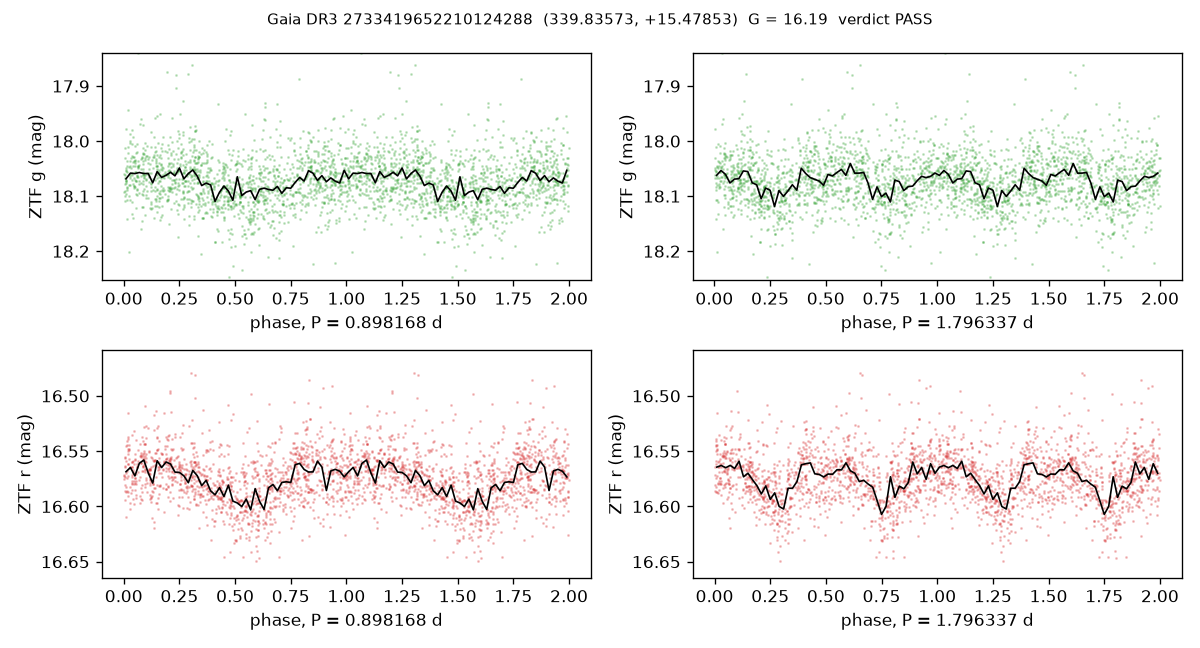 Gaia DR3 2733419652210124288 (339.83573, +15.47853) G = 16.19 verdict PASS
ZTF g (mag)
17.9
18.0
18.1
18.2
0.00 0.25 0.50 0.75 1.00 1.25 1.50 1.75 2.00
phase, P = 0.898168 d
ZTF g (mag)
17.9
18.0
18.1
18.2
0.00 0.25 0.50 0.75 1.00 1.25 1.50 1.75 2.00
phase, P = 1.796337 d
ZTF r (mag)
16.50
16.55
16.60
16.65
0.00 0.25 0.50 0.75 1.00 1.25 1.50 1.75 2.00
phase, P = 0.898168 d
ZTF r (mag)
16.50
16.55
16.60
16.65
0.00 0.25 0.50 0.75 1.00 1.25 1.50 1.75 2.00
phase, P = 1.796337 d